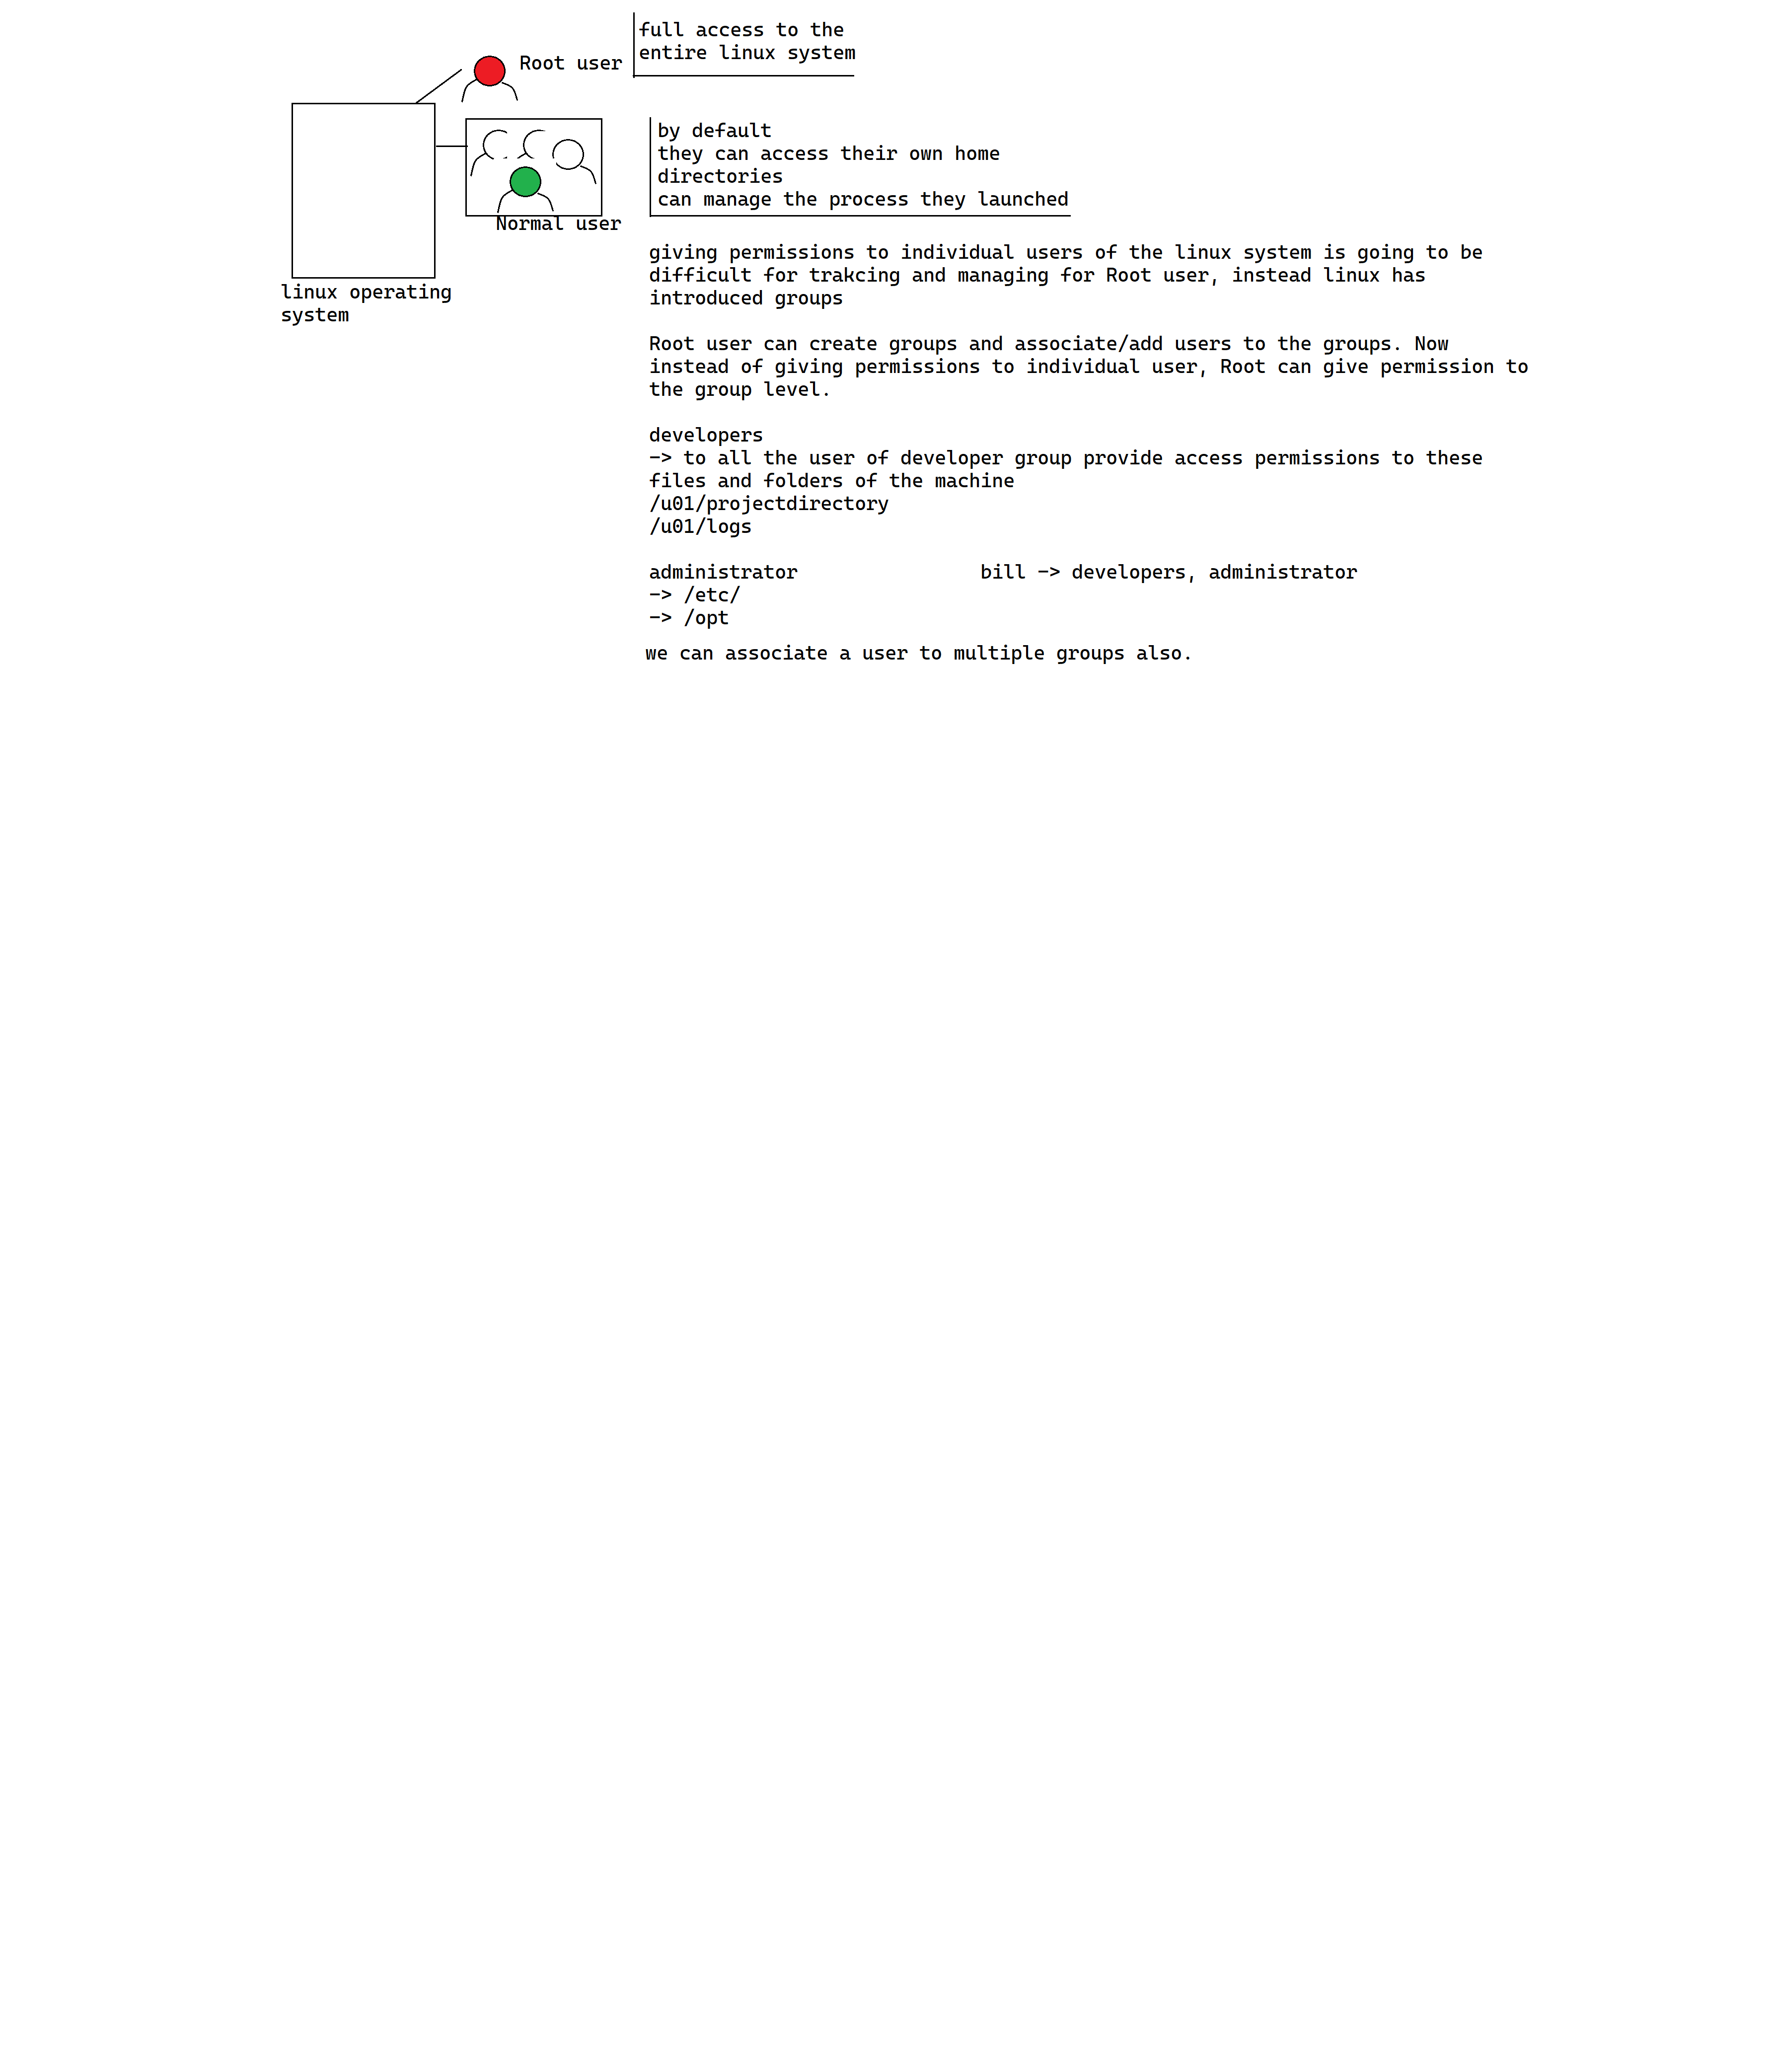 full access to the
entire linux system
Root user
by default
they can access their own home
directories
can manage the process they launched
Normal user
linux operating
system
giving permissions to individual users of the linux system is going to be
difficult for trakcing and managing for Root user, instead linux has
introduced groups
Root user can create groups and associate/add users to the groups. Now
instead of giving permissions to individual user, Root can give permission to
the group level.
developers
-> to all the user of developer group provide access permissions to these
files and folders of the machine
/u01/projectdirectory
/u01/logs
administrator
-> /etc/
-> /opt
bill -> developers, administrator
we can associate a user to multiple groups also.